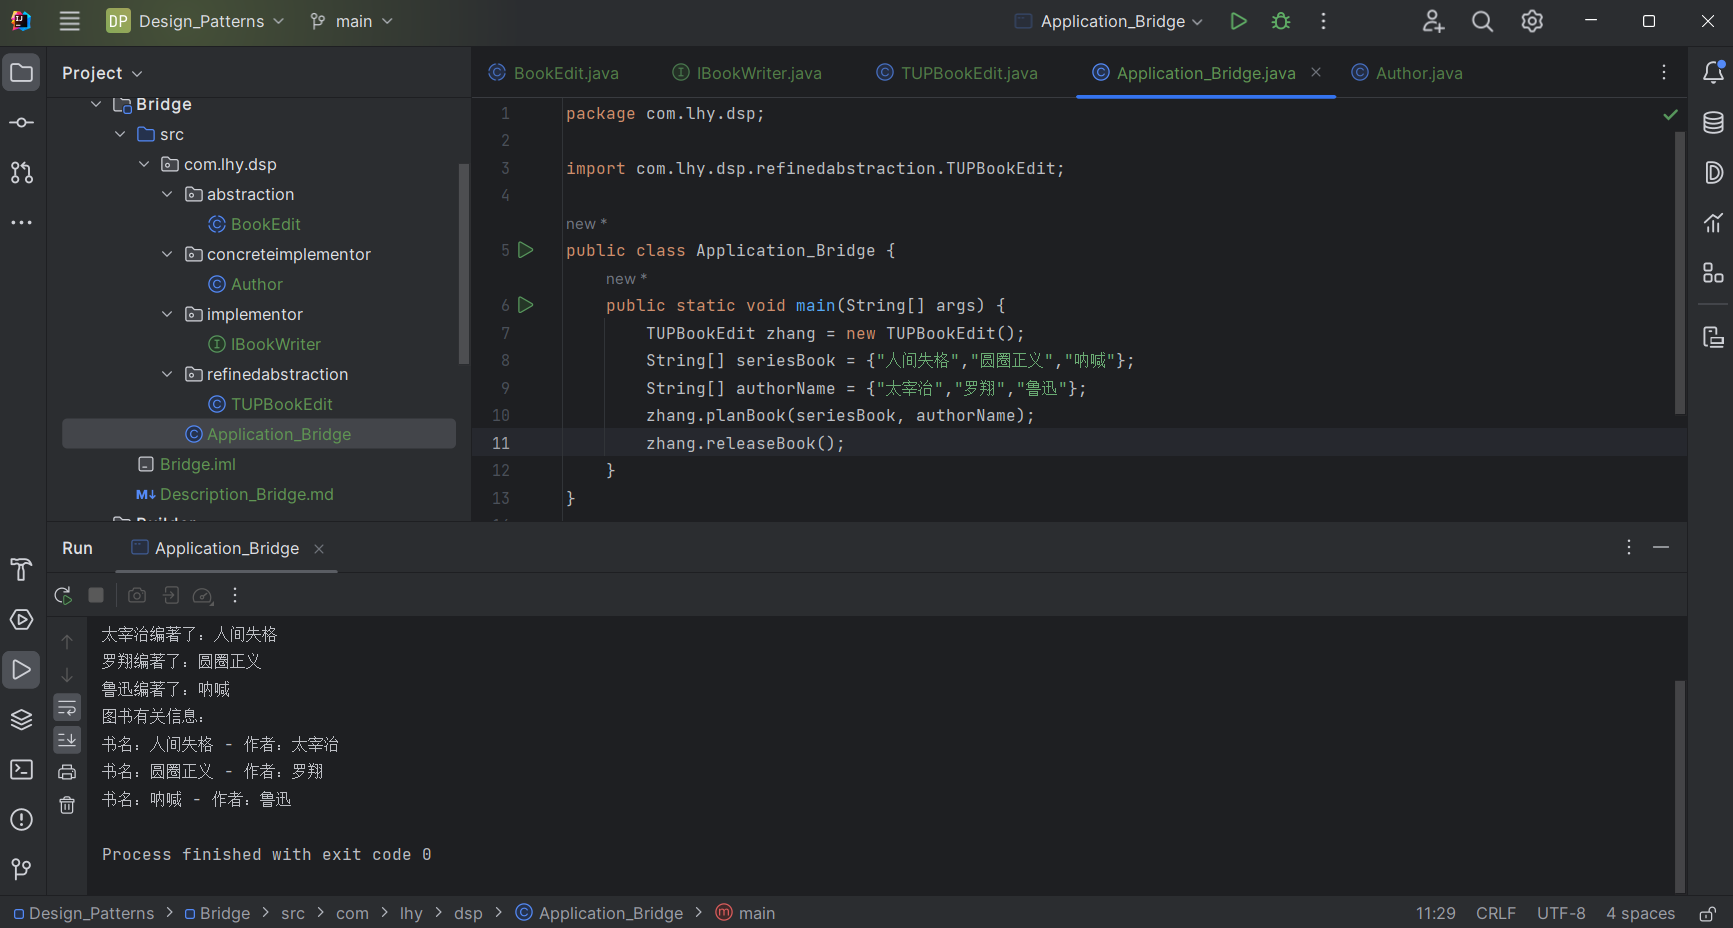 DP Design_Patterns main Application_Bridge
Project
BookEdit.java IBookWriter.java TUPBookEdit.java Application_Bridge.java Author.java
Bridge
src
com.lhy.dsp
abstraction
BookEdit
concreteimplementor
Author
implementor
IBookWriter
refinedabstraction
TUPBookEdit
Application_Bridge
Bridge.iml
M↓ Description_Bridge.md
1 package com.lhy.dsp;
2
3 import com.lhy.dsp.refinedabstraction.TUPBookEdit;
4
new *
5 public class Application_Bridge {
new *
6 public static void main(String[] args) {
7 TUPBookEdit zhang = new TUPBookEdit();
8 String[] seriesBook = {"人间失格","圆圈正义","呐喊"};
9 String[] authorName = {"太宰治","罗翔","鲁迅"};
10 zhang.planBook(seriesBook, authorName);
11 zhang.releaseBook();
12 }
13 }
Run Application_Bridge
太宰治编著了: 人间失格
罗翔编著了: 圆圈正义
鲁迅编著了: 呐喊
图书有关信息:
书名: 人间失格 - 作者: 太宰治
书名: 圆圈正义 - 作者: 罗翔
书名: 呐喊 - 作者: 鲁迅
Process finished with exit code 0
Design_Patterns > Bridge > src > com > lhy > dsp > Application_Bridge > main 11:29 CRLF UTF-8 4 spaces